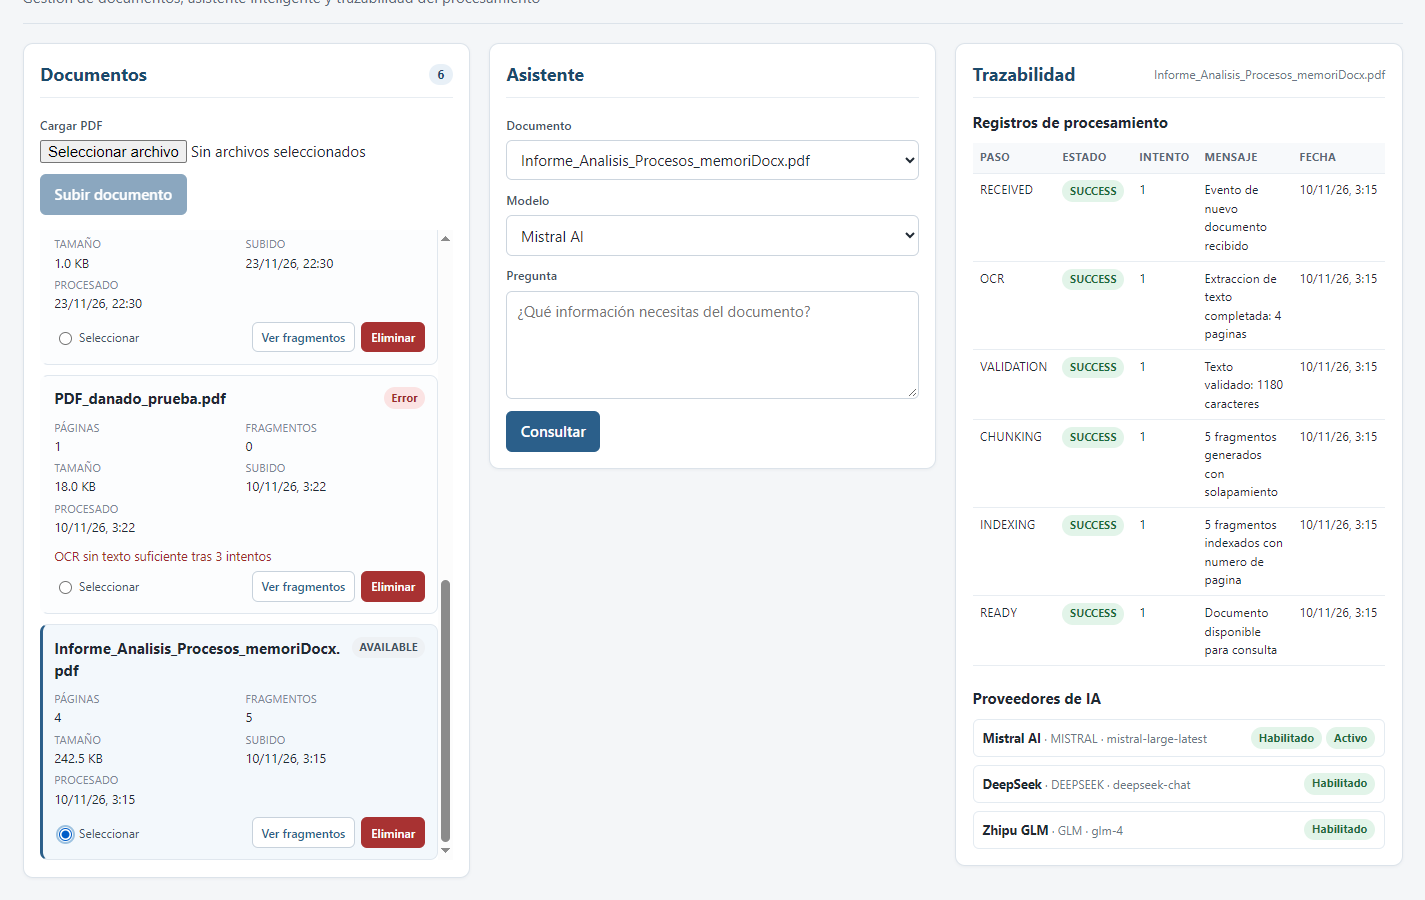 Gestión de documentos, asistente inteligente y trazabilidad del procesamiento
Documentos
6
Cargar PDF
Seleccionar archivo Sin archivos seleccionados
Subir documento
TAMAÑO SUBIDO
1.0 KB 23/11/26, 22:30
PROCESADO
23/11/26, 22:30
Seleccionar Ver fragmentos Eliminar
PDF_danado_prueba.pdf Error
PÁGINAS FRAGMENTOS
1 0
TAMAÑO SUBIDO
18.0 KB 10/11/26, 3:22
PROCESADO
10/11/26, 3:22
OCR sin texto suficiente tras 3 intentos
Seleccionar Ver fragmentos Eliminar
Informe_Analisis_Procesos_memoriDocx. AVAILABLE
pdf
PÁGINAS FRAGMENTOS
4 5
TAMAÑO SUBIDO
242.5 KB 10/11/26, 3:15
PROCESADO
10/11/26, 3:15
Seleccionar Ver fragmentos Eliminar
Asistente
Documento
Informe_Analisis_Procesos_memoriDocx.pdf
Modelo
Mistral AI
Pregunta
¿Qué información necesitas del documento?
Consultar
Trazabilidad Informe_Analisis_Procesos_memoriDocx.pdf
Registros de procesamiento
PASO ESTADO INTENTO MENSAJE FECHA
RECEIVED SUCCESS 1 Evento de 10/11/26, 3:15
nuevo
documento
recibido
OCR SUCCESS 1 Extraccion de 10/11/26, 3:15
texto
completada: 4
paginas
VALIDATION SUCCESS 1 Texto 10/11/26, 3:15
validado: 1180
caracteres
CHUNKING SUCCESS 1 5 fragmentos 10/11/26, 3:15
generados
con
solapamiento
INDEXING SUCCESS 1 5 fragmentos 10/11/26, 3:15
indexados con
numero de
pagina
READY SUCCESS 1 Documento 10/11/26, 3:15
disponible
para consulta
Proveedores de IA
Mistral AI · MISTRAL · mistral-large-latest Habilitado Activo
DeepSeek · DEEPSEEK · deepseek-chat Habilitado
Zhipu GLM · GLM · glm-4 Habilitado